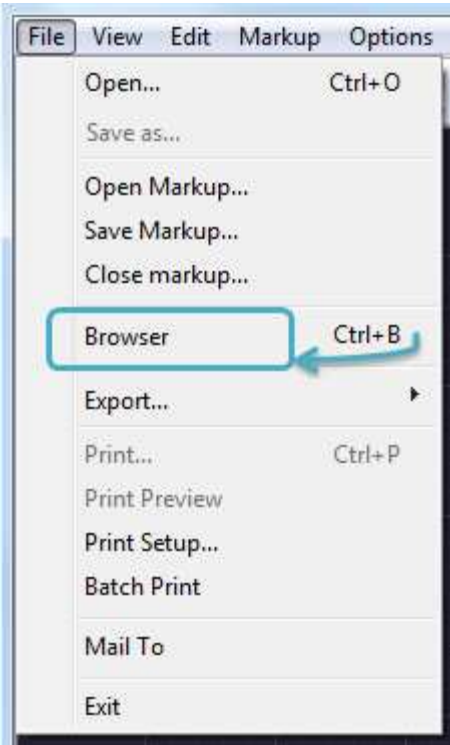 File View Edit Markup Options
Open... Ctrl+O
Save as...
Open Markup...
Save Markup...
Close markup...
Browser Ctrl+B
Export...
Print... Ctrl+P
Print Preview
Print Setup...
Batch Print
Mail To
Exit